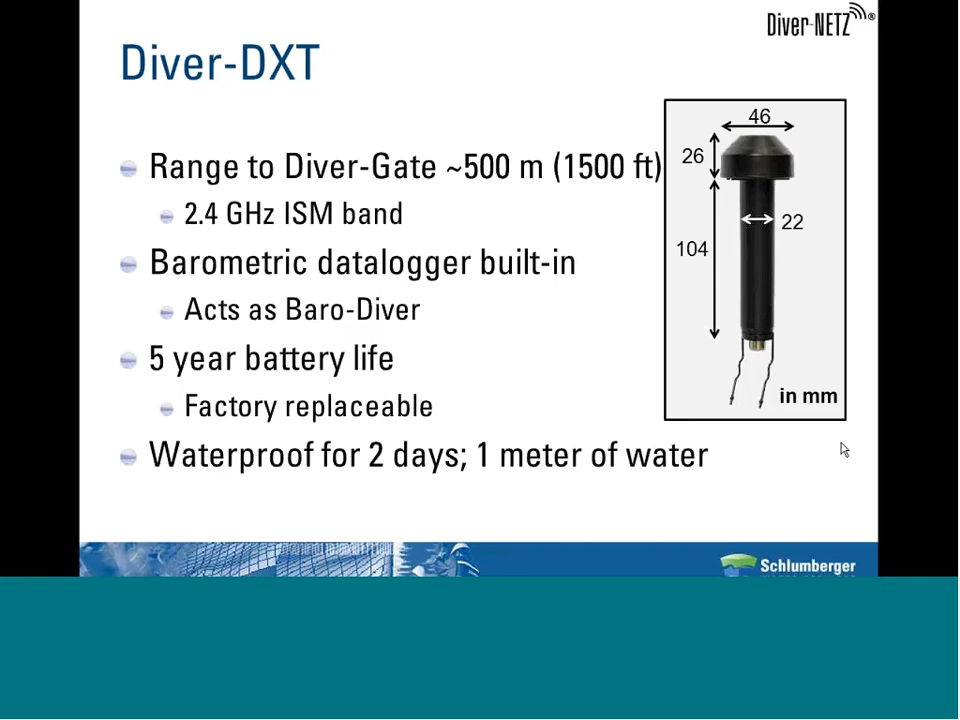 Diver-NETZ®
Diver-DXT
Range to Diver-Gate ~500 m (1500 ft)
2.4 GHz ISM band
Barometric datalogger built-in
Acts as Baro-Diver
5 year battery life
Factory replaceable
Waterproof for 2 days; 1 meter of water
46
26
22
104
in mm
Schlumberger